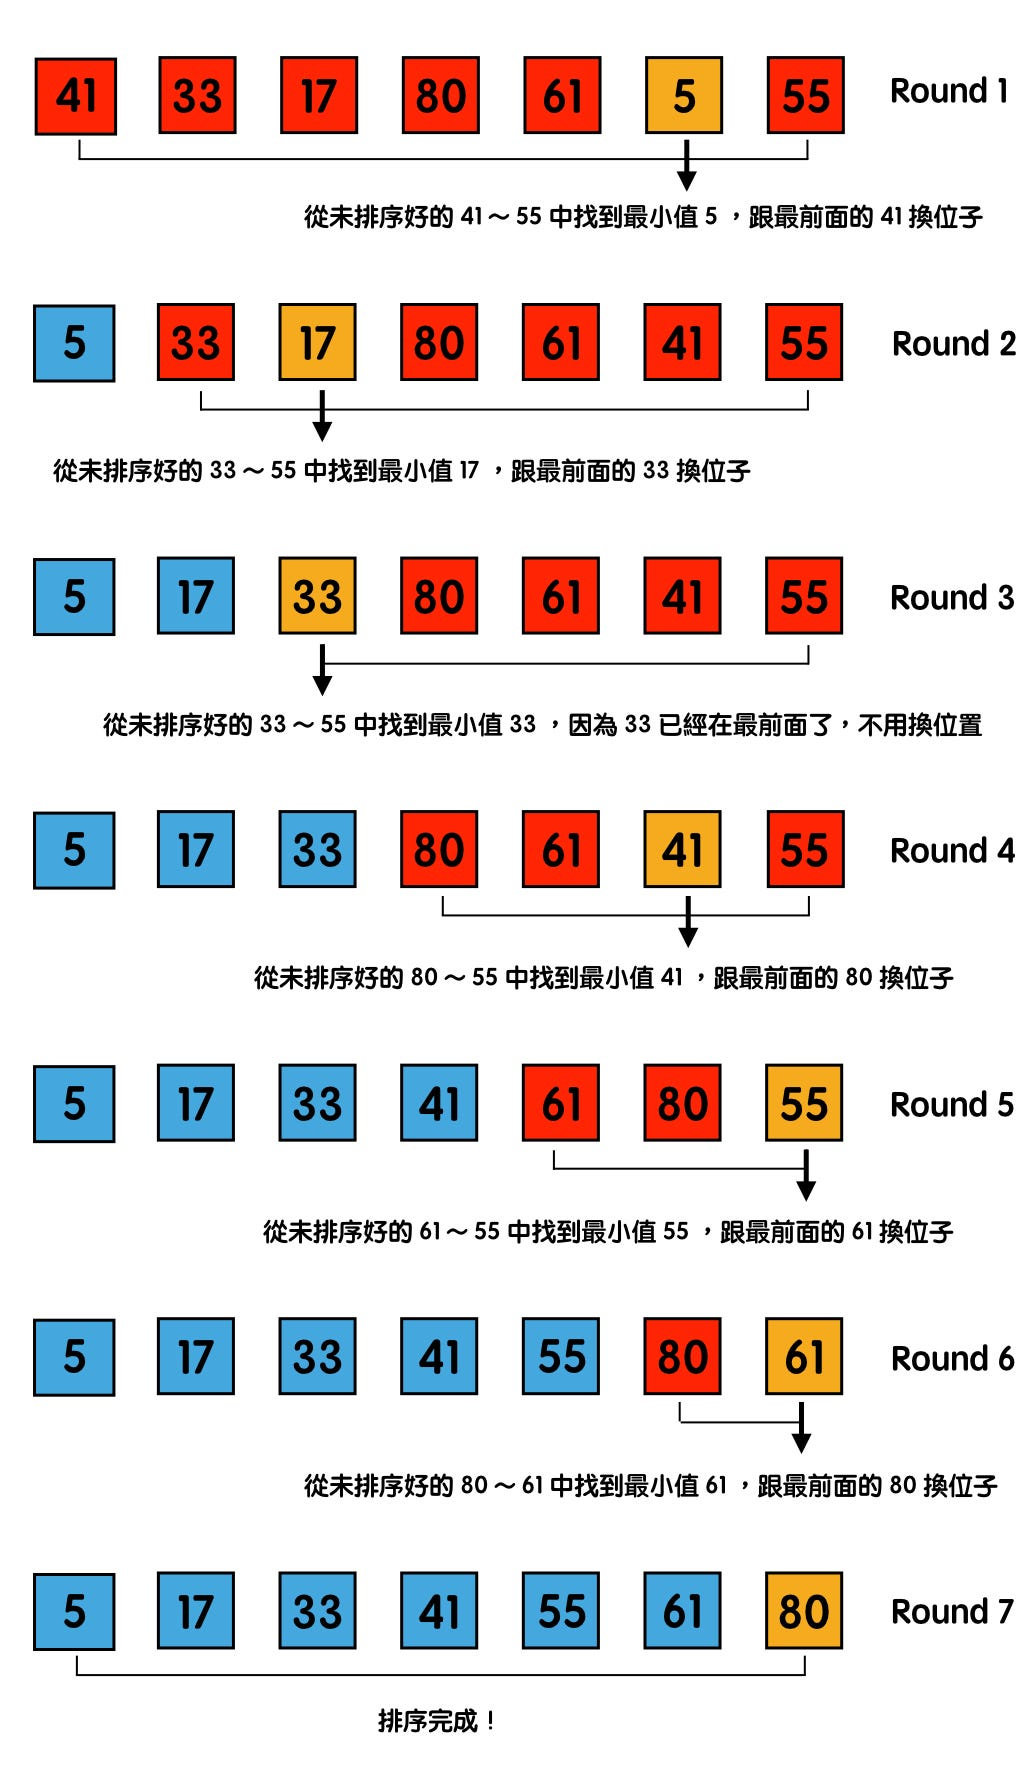 41 33 17 80 61 5 55 Round 1
從未排序好的 41～55 中找到最小值 5，跟最前面的 41 換位子
5 33 17 80 61 41 55 Round 2
從未排序好的 33～55 中找到最小值 17，跟最前面的 33 換位子
5 17 33 80 61 41 55 Round 3
從未排序好的 33～55 中找到最小值 33，因為 33 已經在最前面了，不用換位置
5 17 33 80 61 41 55 Round 4
從未排序好的 80～55 中找到最小值 41，跟最前面的 80 換位子
5 17 33 41 61 80 55 Round 5
從未排序好的 61～55 中找到最小值 55，跟最前面的 61 換位子
5 17 33 41 55 80 61 Round 6
從未排序好的 80～61 中找到最小值 61，跟最前面的 80 換位子
5 17 33 41 55 61 80 Round 7
排序完成！